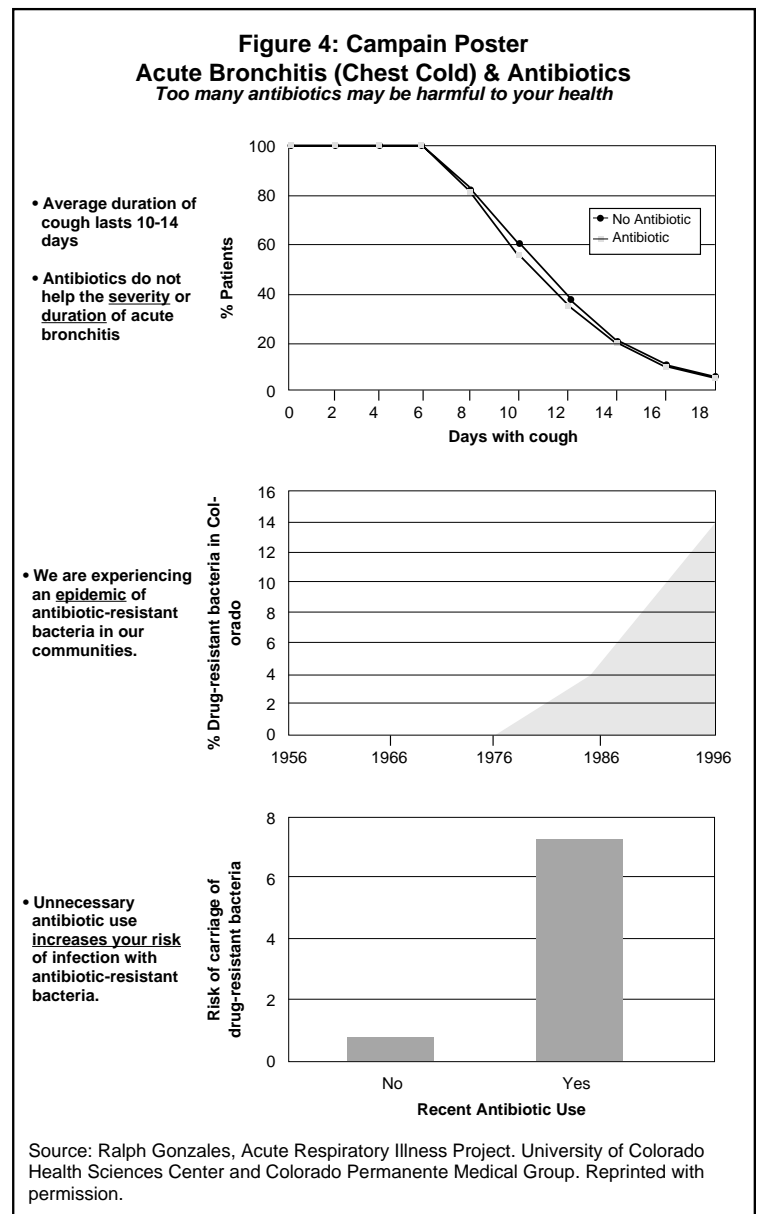 Figure 4: Campain Poster
Acute Bronchitis (Chest Cold) & Antibiotics
Too many antibiotics may be harmful to your health
• Average duration of
cough lasts 10-14
days
• Antibiotics do not
help the severity or
duration of acute
bronchitis
% Patients
100
80
60
40
20
0
No Antibiotic
Antibiotic
0 2 4 6 8 10 12 14 16 18
Days with cough
• We are experiencing
an epidemic of
antibiotic-resistant
bacteria in our
communities.
% Drug-resistant bacteria in Col-
orado
16
14
12
10
8
6
4
2
0
1956 1966 1976 1986 1996
• Unnecessary
antibiotic use
increases your risk
of infection with
antibiotic-resistant
bacteria.
Risk of carriage of
drug-resistant bacteria
8
6
4
2
0
No Yes
Recent Antibiotic Use
Source: Ralph Gonzales, Acute Respiratory Illness Project. University of Colorado
Health Sciences Center and Colorado Permanente Medical Group. Reprinted with
permission.